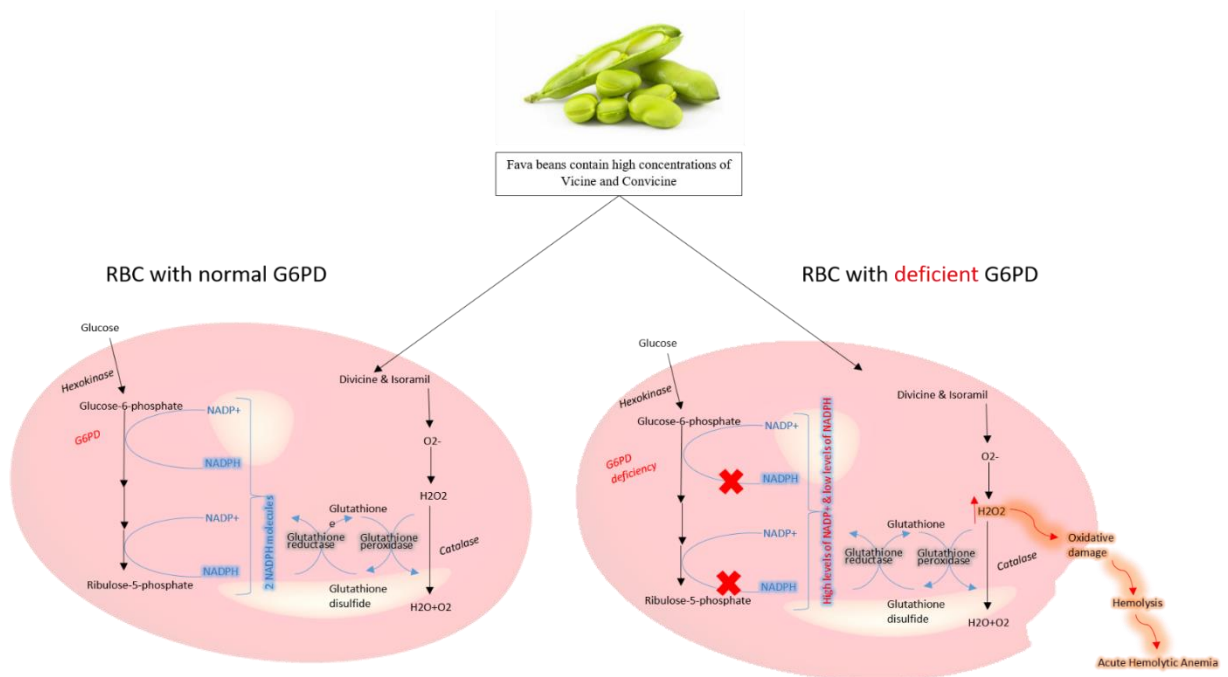 Fava beans contain high concentrations of
Vicine and Convicine
RBC with normal G6PD
Glucose
Hexokinase
Glucose-6-phosphate
G6PD
NADP+
NADPH
NADP+
NADPH
Ribulose-5-phosphate
2 NADPH molecules
Glutathione
e
Glutathione
reductase
Glutathione
peroxidase
Glutathione
disulfide
Divicine & Isoramil
O2-
H2O2
Catalase
H2O+O2
RBC with deficient G6PD
Glucose
Hexokinase
Glucose-6-phosphate
G6PD
deficiency
NADP+
NADPH
NADP+
NADPH
Ribulose-5-phosphate
High levels of NADP+ & low levels of NADPH
Glutathione
Glutathione
reductase
Glutathione
peroxidase
Glutathione
disulfide
Divicine & Isoramil
O2-
H2O2
Catalase
H2O+O2
Oxidative
damage
Hemolysis
Acute Hemolytic Anemia